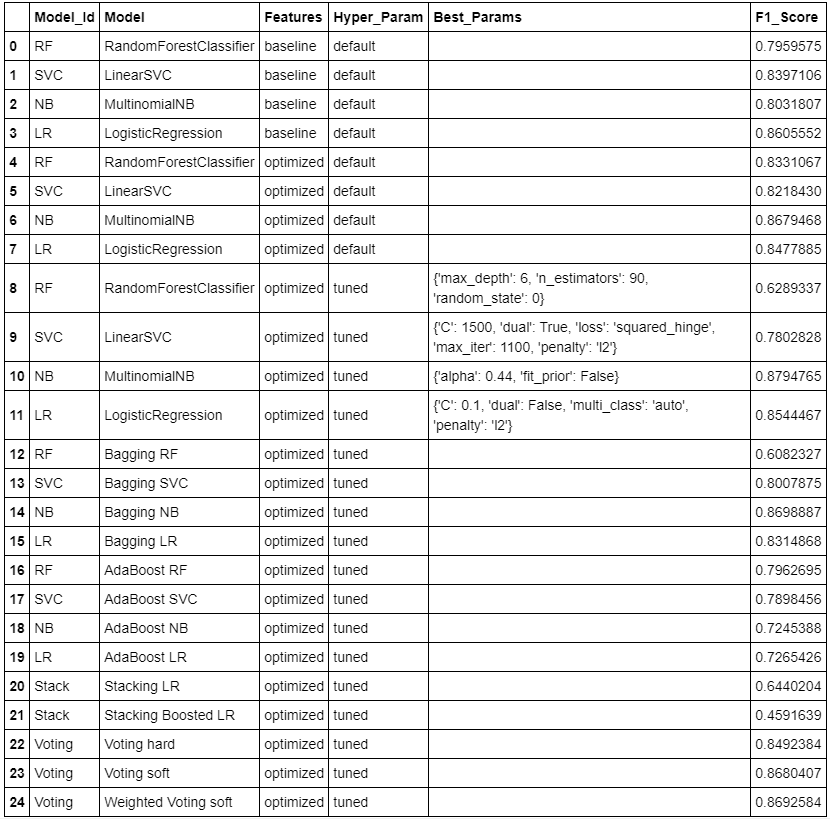 Model_Id Model Features Hyper_Param Best_Params F1_Score
0 RF RandomForestClassifier baseline default 0.7959575
1 SVC LinearSVC baseline default 0.8397106
2 NB MultinomialNB baseline default 0.8031807
3 LR LogisticRegression baseline default 0.8605552
4 RF RandomForestClassifier optimized default 0.8331067
5 SVC LinearSVC optimized default 0.8218430
6 NB MultinomialNB optimized default 0.8679468
7 LR LogisticRegression optimized default 0.8477885
8 RF RandomForestClassifier optimized tuned {'max_depth': 6, 'n_estimators': 90,
'random_state': 0} 0.6289337
9 SVC LinearSVC optimized tuned {'C': 1500, 'dual': True, 'loss': 'squared_hinge',
'max_iter': 1100, 'penalty': 'l2'} 0.7802828
10 NB MultinomialNB optimized tuned {'alpha': 0.44, 'fit_prior': False} 0.8794765
11 LR LogisticRegression optimized tuned {'C': 0.1, 'dual': False, 'multi_class': 'auto',
'penalty': 'l2'} 0.8544467
12 RF Bagging RF optimized tuned 0.6082327
13 SVC Bagging SVC optimized tuned 0.8007875
14 NB Bagging NB optimized tuned 0.8698887
15 LR Bagging LR optimized tuned 0.8314868
16 RF AdaBoost RF optimized tuned 0.7962695
17 SVC AdaBoost SVC optimized tuned 0.7898456
18 NB AdaBoost NB optimized tuned 0.7245388
19 LR AdaBoost LR optimized tuned 0.7265426
20 Stack Stacking LR optimized tuned 0.6440204
21 Stack Stacking Boosted LR optimized tuned 0.4591639
22 Voting Voting hard optimized tuned 0.8492384
23 Voting Voting soft optimized tuned 0.8680407
24 Voting Weighted Voting soft optimized tuned 0.8692584